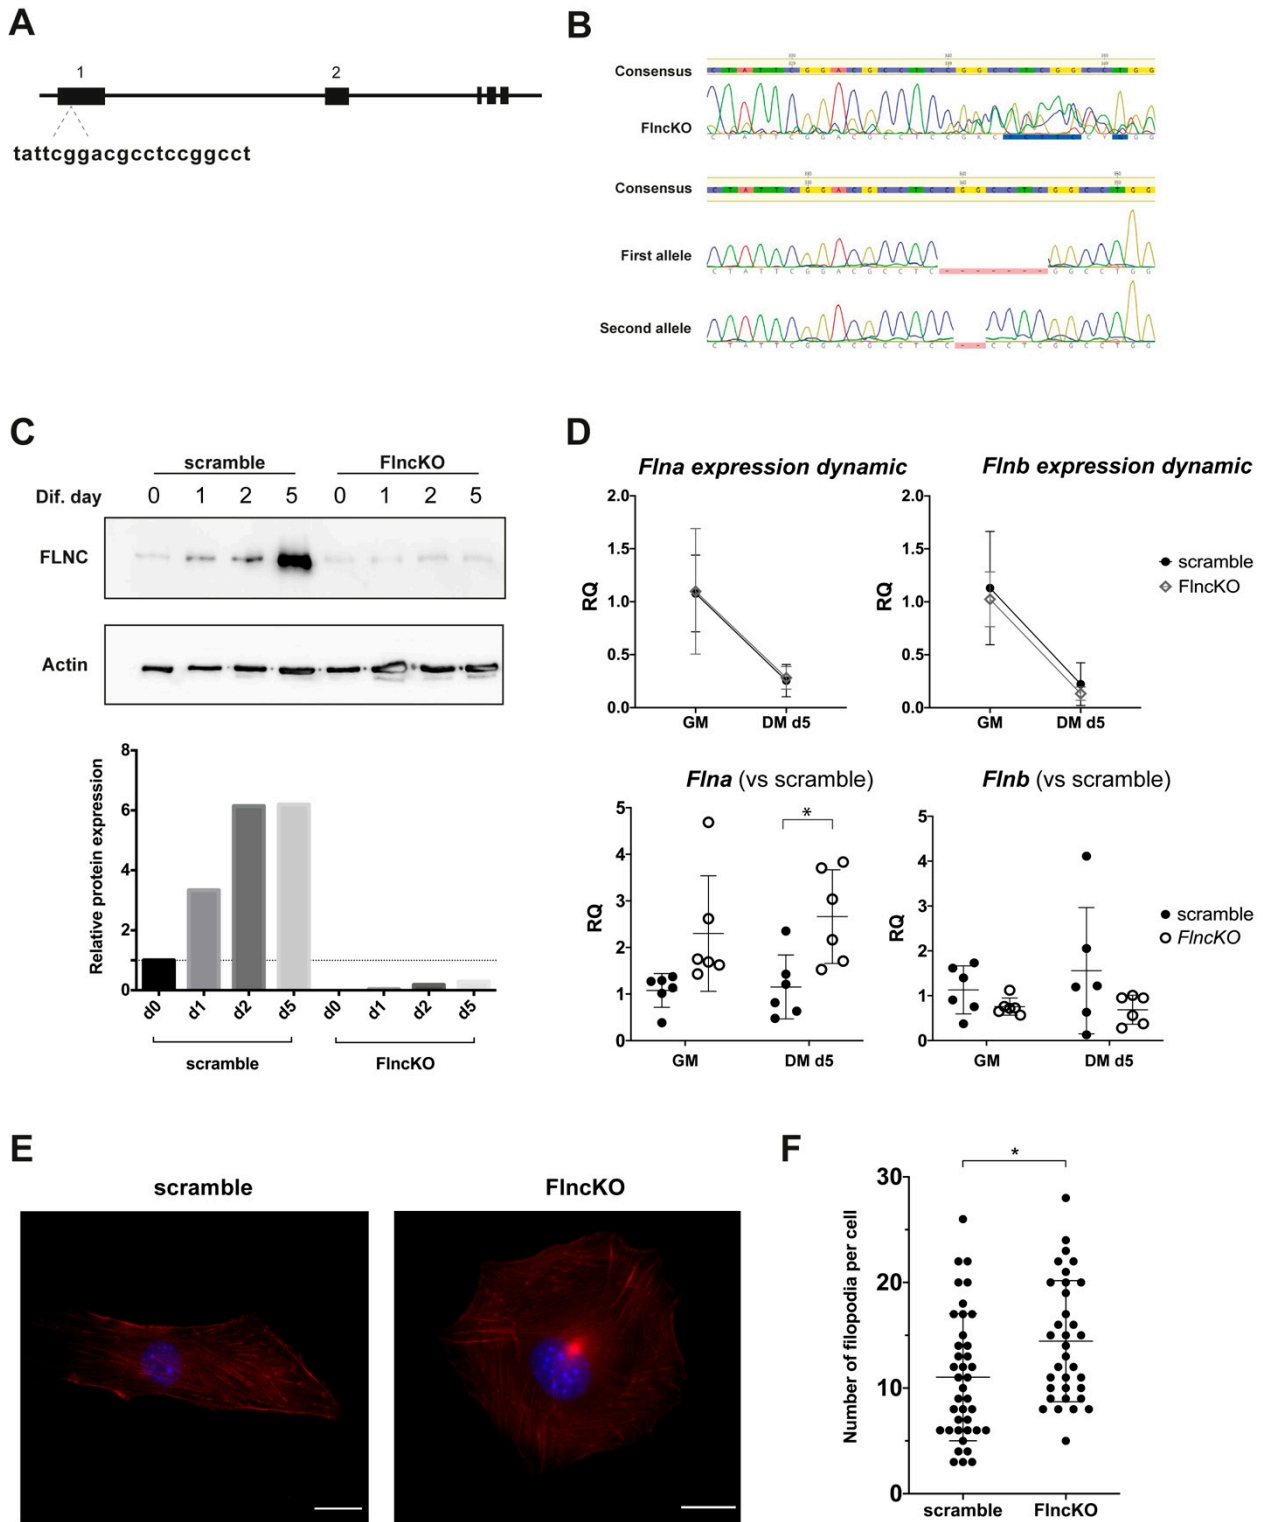 A
1 2
tattcggacgcctccggcct
B
Consensus
C T A T T C G G A C G C C T C C G G C C T C G G C C T G G
FlncKO
Consensus
C T A T T C G G A C G C C T C C G G C C T C G G C C T G G
First allele
C T A T T C G G A C G C C T C - - - - - - - G G C C T G G
Second allele
C T A T T C G G A C G C C T C C - - C C T C G G C C T G G
C
scramble FlncKO
Dif. day 0 1 2 5 0 1 2 5
FLNC
Actin
Relative protein expression
8
6
4
2
0
d0 d1 d2 d5 d0 d1 d2 d5
scramble FlncKO
D
Flna expression dynamic
RQ
2.0
1.5
1.0
0.5
0.0
GM DM d5
Flnb expression dynamic
RQ
2.0
1.5
1.0
0.5
0.0
GM DM d5
scramble
FlncKO
Flna (vs scramble)
RQ
5
4
3
2
1
0
*
GM DM d5
Flnb (vs scramble)
RQ
5
4
3
2
1
0
GM DM d5
scramble
FlncKO
E
scramble FlncKO
F
Number of filopodia per cell
30
20
10
0
*
scramble FlncKO